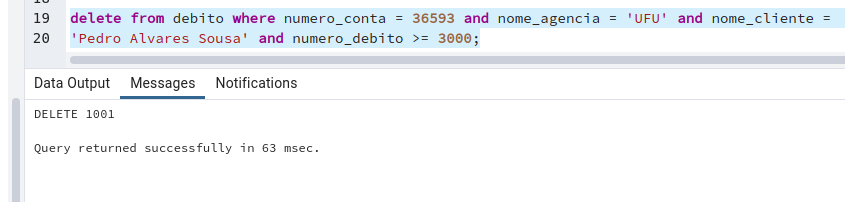 19 delete from debito where numero_conta = 36593 and nome_agencia = 'UFU' and nome_cliente =
20 'Pedro Alvares Sousa' and numero_debito >= 3000;
Data Output Messages Notifications
DELETE 1001
Query returned successfully in 63 msec.